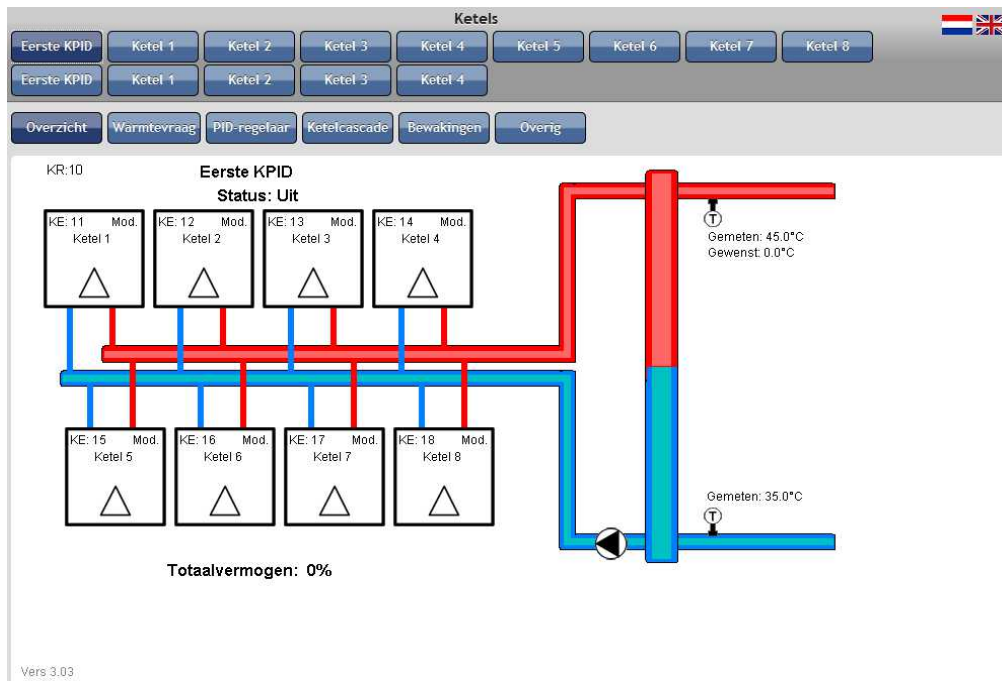 Ketels
Eerste KPID Ketel 1 Ketel 2 Ketel 3 Ketel 4 Ketel 5 Ketel 6 Ketel 7 Ketel 8
Eerste KPID Ketel 1 Ketel 2 Ketel 3 Ketel 4
Overzicht Warmtevraag PID-regelaar Ketelcascade Bewakingen Overig
KR:10
Eerste KPID
Status: Uit
KE: 11 Mod.
Ketel 1
KE: 12 Mod.
Ketel 2
KE: 13 Mod.
Ketel 3
KE: 14 Mod.
Ketel 4
T
Gemeten: 45.0°C
Gewenst: 0.0°C
KE: 15 Mod.
Ketel 5
KE: 16 Mod.
Ketel 6
KE: 17 Mod.
Ketel 7
KE: 18 Mod.
Ketel 8
Gemeten: 35.0°C
T
Totaalvermogen: 0%
Vers 3.03